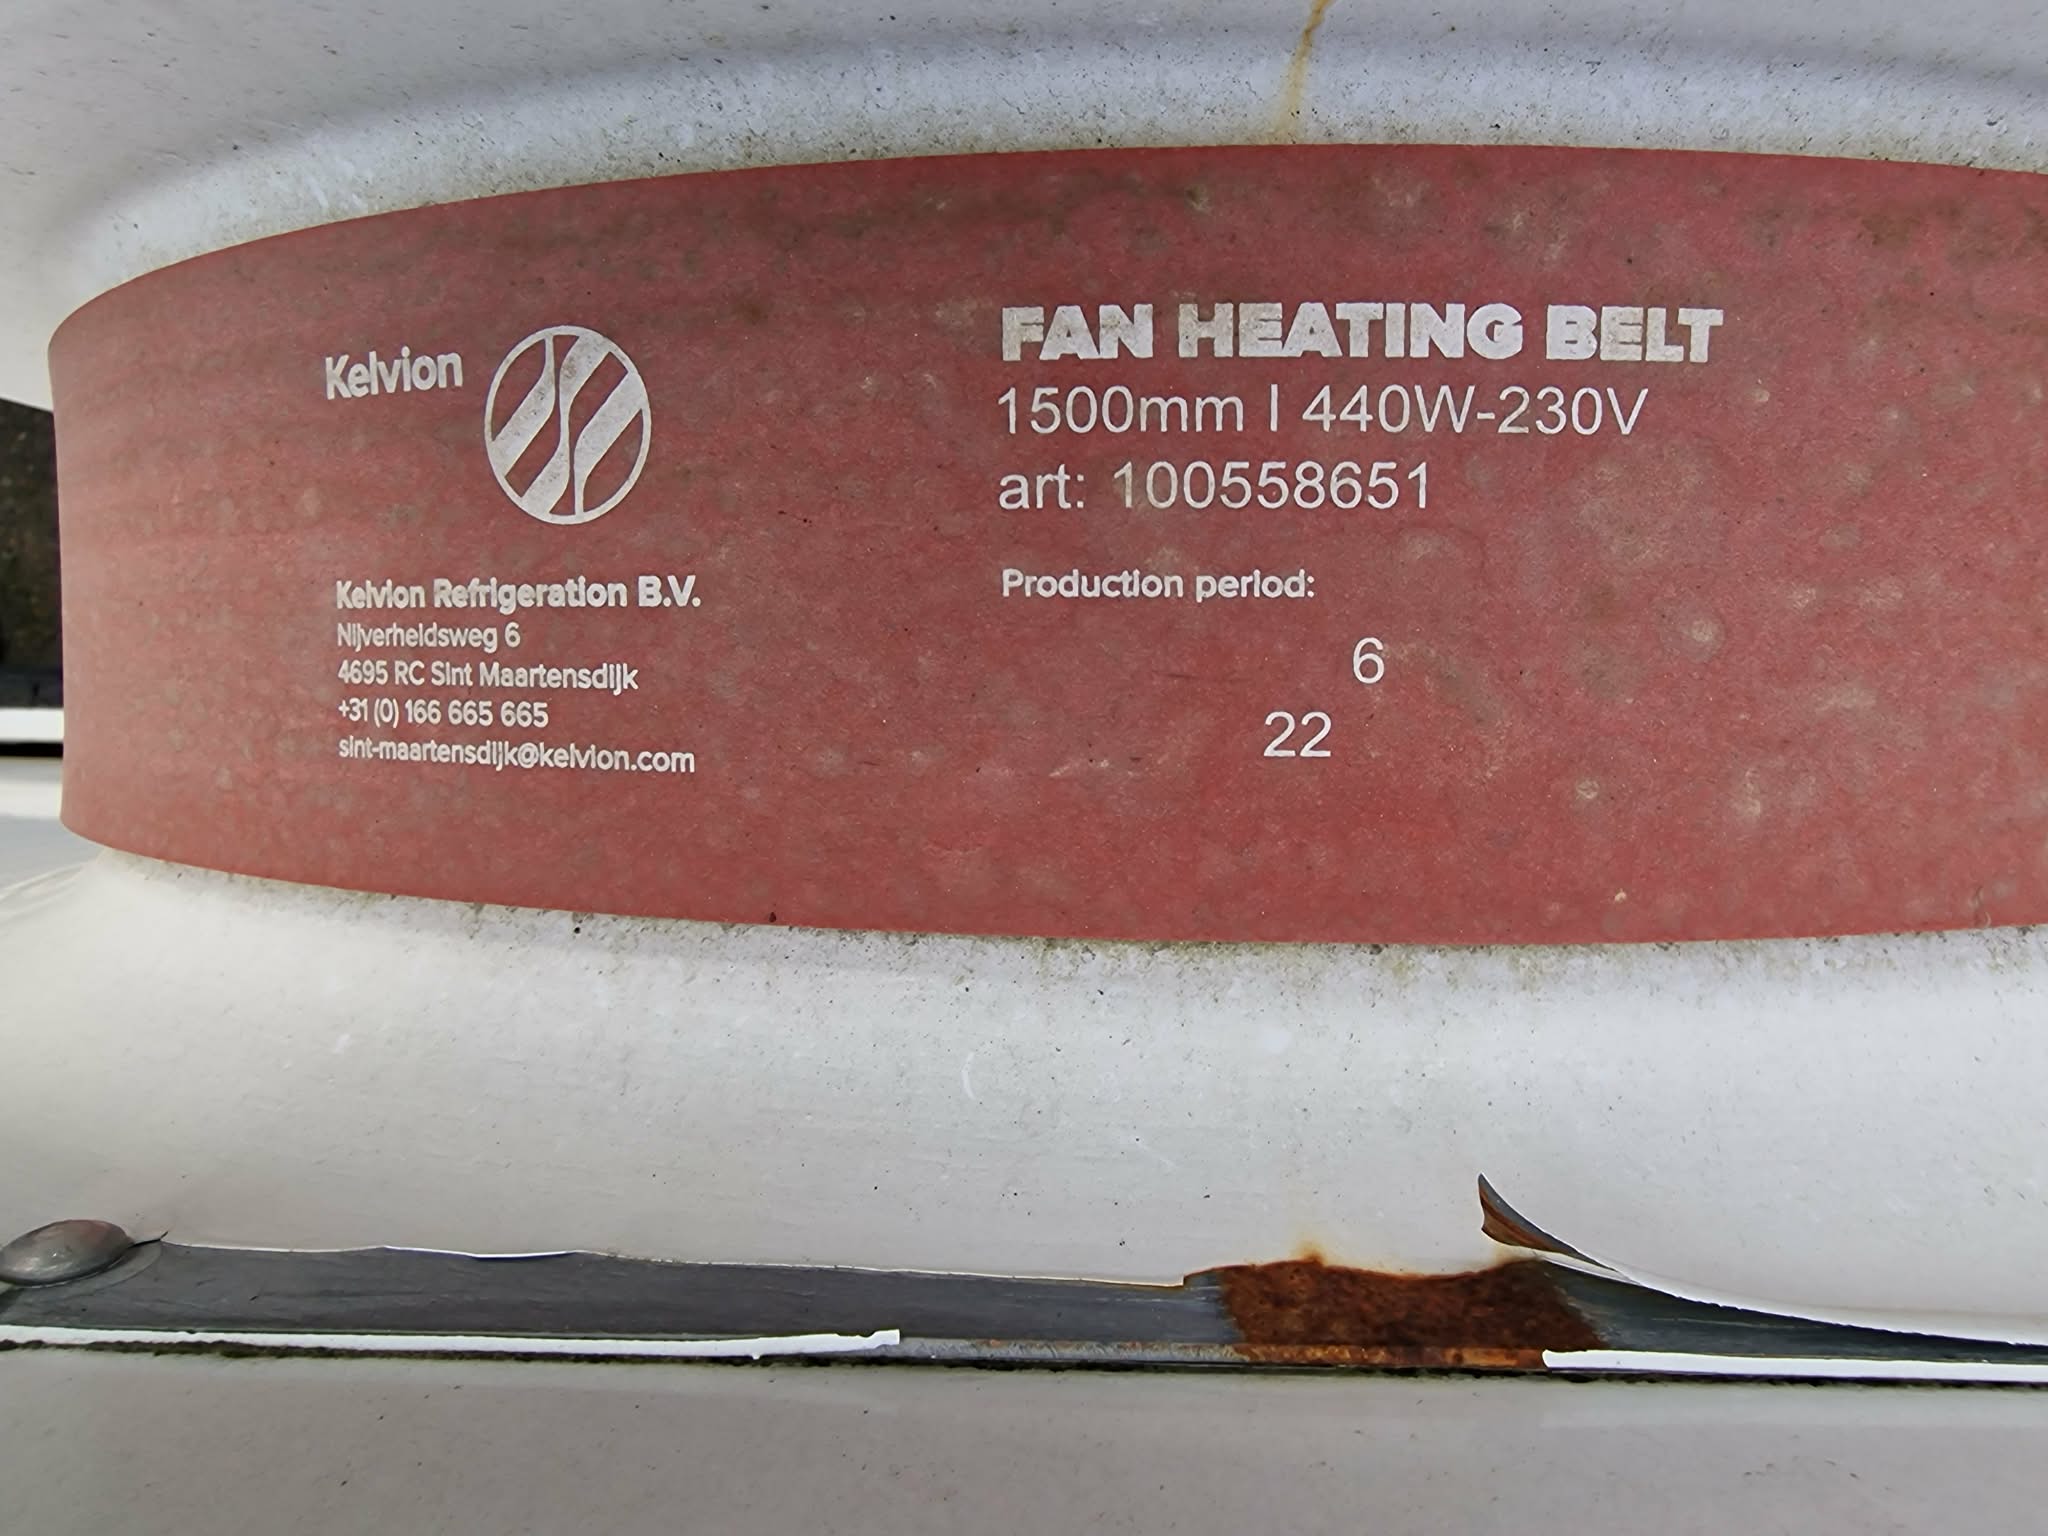 Kelvion
Kelvion Refrigeration B.V.
Nijverheidsweg 6
4695 RC Sint Maartensdijk
+31 (0) 166 665 665
sint-maartensdijk@kelvion.com
FAN HEATING BELT
1500mm | 440W-230V
art: 100558651
Production period:
6
22